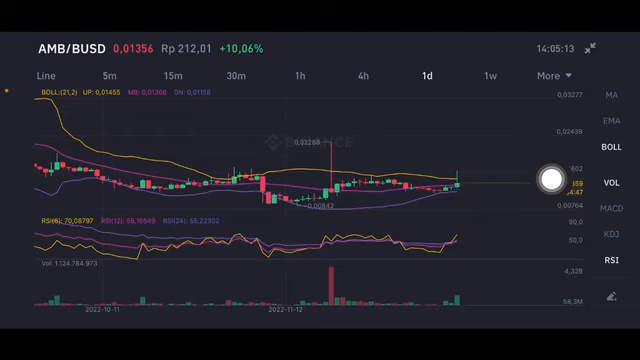 AMB/BUSD 0,01356 Rp 212,01 +10,06% 14:05:13
Line 5m 15m 30m 1h 4h 1d 1w More
BOLL:(21,2) UP: 0,01455 MB: 0,01308 DN: 0,01158
0,03277
MA
EMA
0,02439
0,02288
BINANCE
BOLL
VOL
0,00842
0,00764
MACD
RSI(6): 70,08797 RSI(12): 59,15549 RSI(24): 55,22302
90,0
KDJ
50,0
RSI
Vol: 1.124.784.973
4,32B
58,3M
2022-10-11 2022-11-12